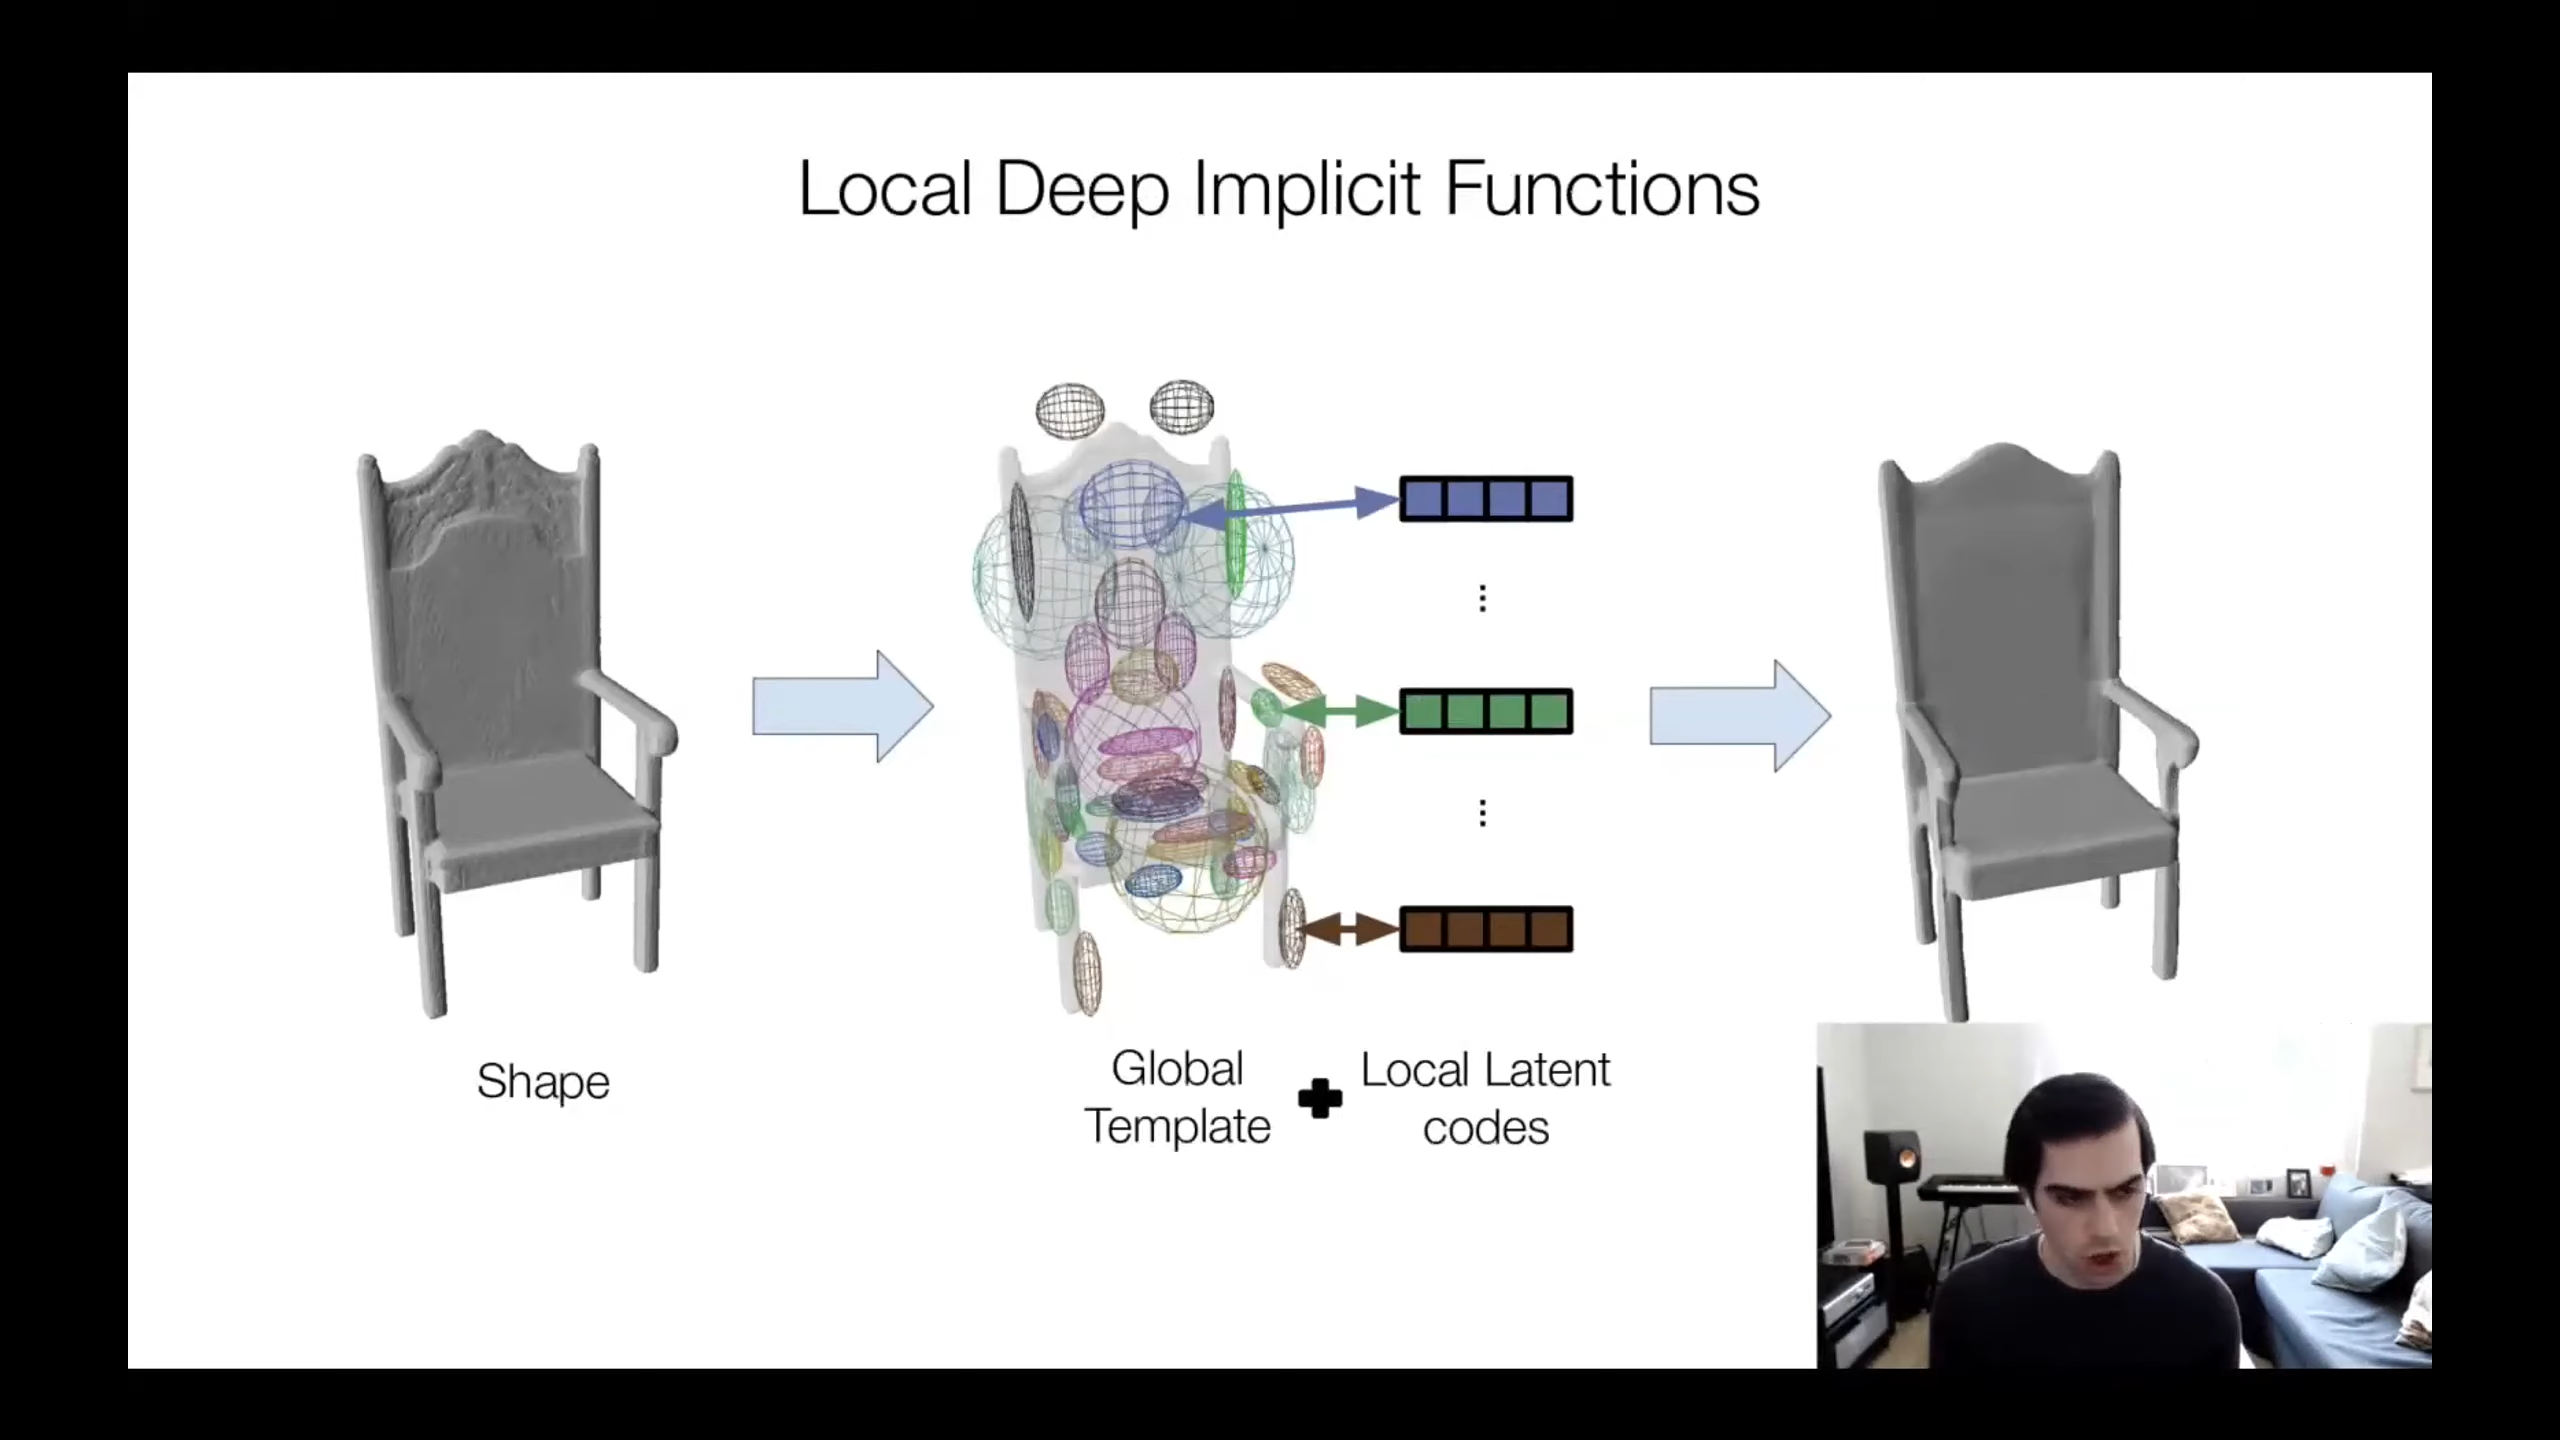 Local Deep Implicit Functions
Shape
Global
Template
Local Latent
codes